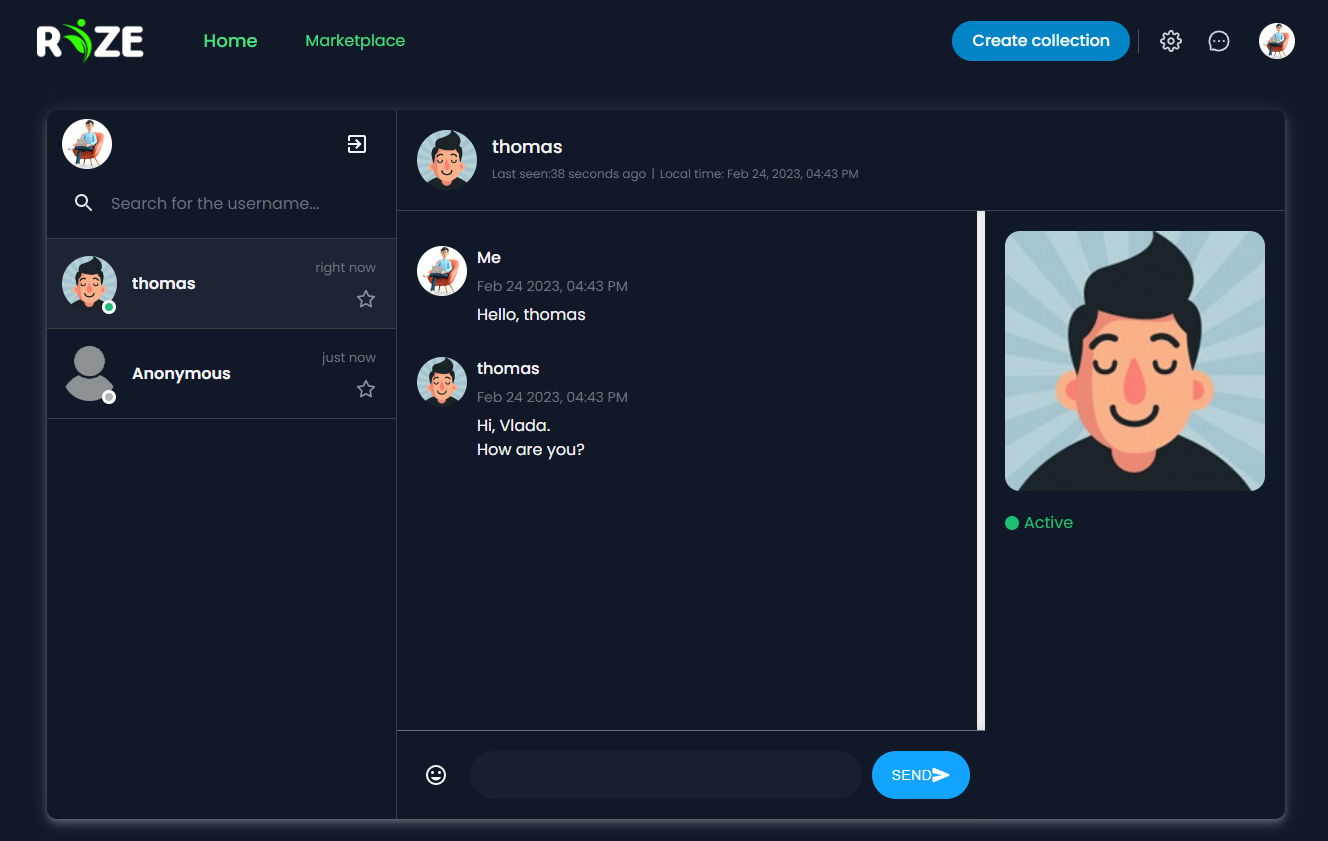 RIZE
Home
Marketplace
Create collection
Search for the username...
thomas
right now
Anonymous
just now
thomas
Last seen:38 seconds ago | Local time: Feb 24, 2023, 04:43 PM
Me
Feb 24 2023, 04:43 PM
Hello, thomas
thomas
Feb 24 2023, 04:43 PM
Hi, Vlada.
How are you?
Active
SEND